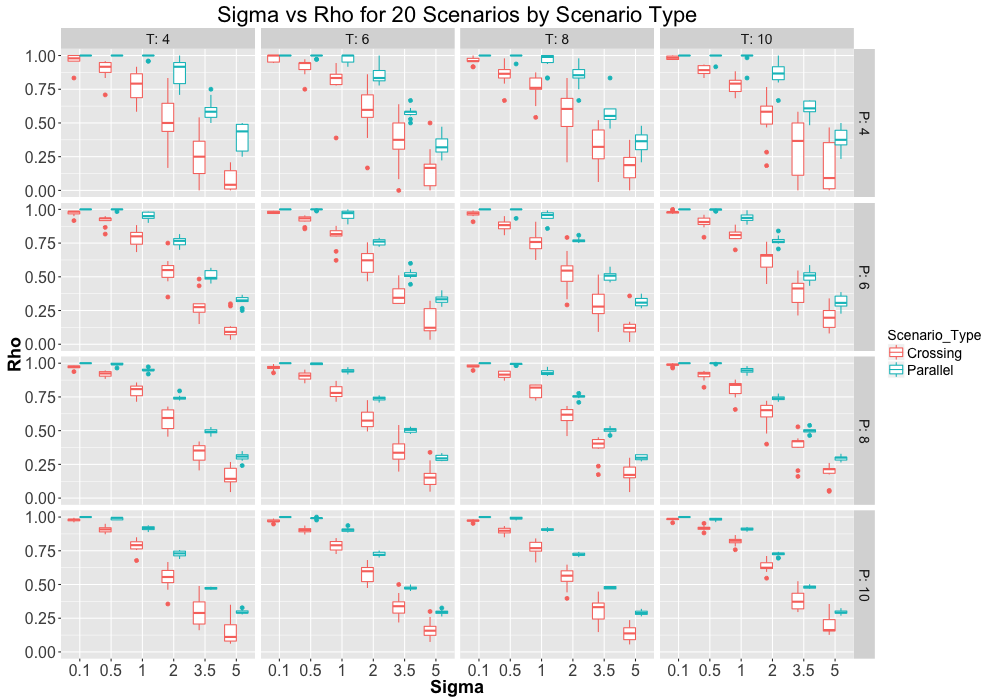 Sigma vs Rho for 20 Scenarios by Scenario Type
T: 4 T: 6 T: 8 T: 10
1.00
0.75
0.50
0.25
0.00
P: 4
1.00
0.75
0.50
0.25
0.00
P: 6
1.00
0.75
0.50
0.25
0.00
P: 8
1.00
0.75
0.50
0.25
0.00
P: 10
Rho
0.1 0.5 1 2 3.5 5 0.1 0.5 1 2 3.5 5 0.1 0.5 1 2 3.5 5 0.1 0.5 1 2 3.5 5
Sigma
Scenario_Type
Crossing
Parallel